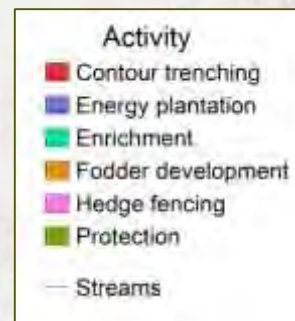 Activity
Contour trenching
Energy plantation
Enrichment
Fodder development
Hedge fencing
Protection
Streams